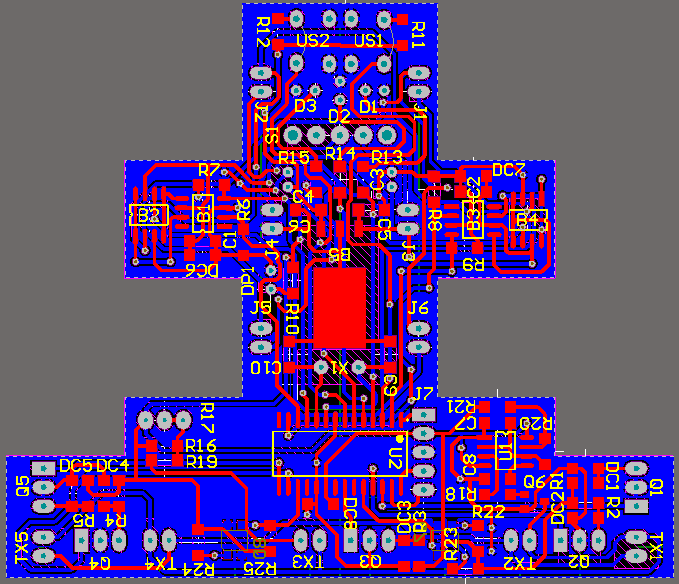 R12 US2 US1 R11
J2 D3 D2 D1 J1
US1
R15 R14 R13
R7 C3 DC7
C2
B2 B1 R6 C4 R8 B3 B4
C6 C5
C1 J4 B5 J3 R9
DC6
DP1
J5 R10 J6
C10 X1 C9
J7
R17 R21
C7 R20
R16 U2 U1
R19 C8
Q5 DC5 DC4 R18 Q6 R1 DC1 Q1
R5 R4 DC8 DC3 R3 R22 DC2 R2
TX5 Q4 TX4 R24 R25 TX3 Q3 R23 TX2 Q2 TX1